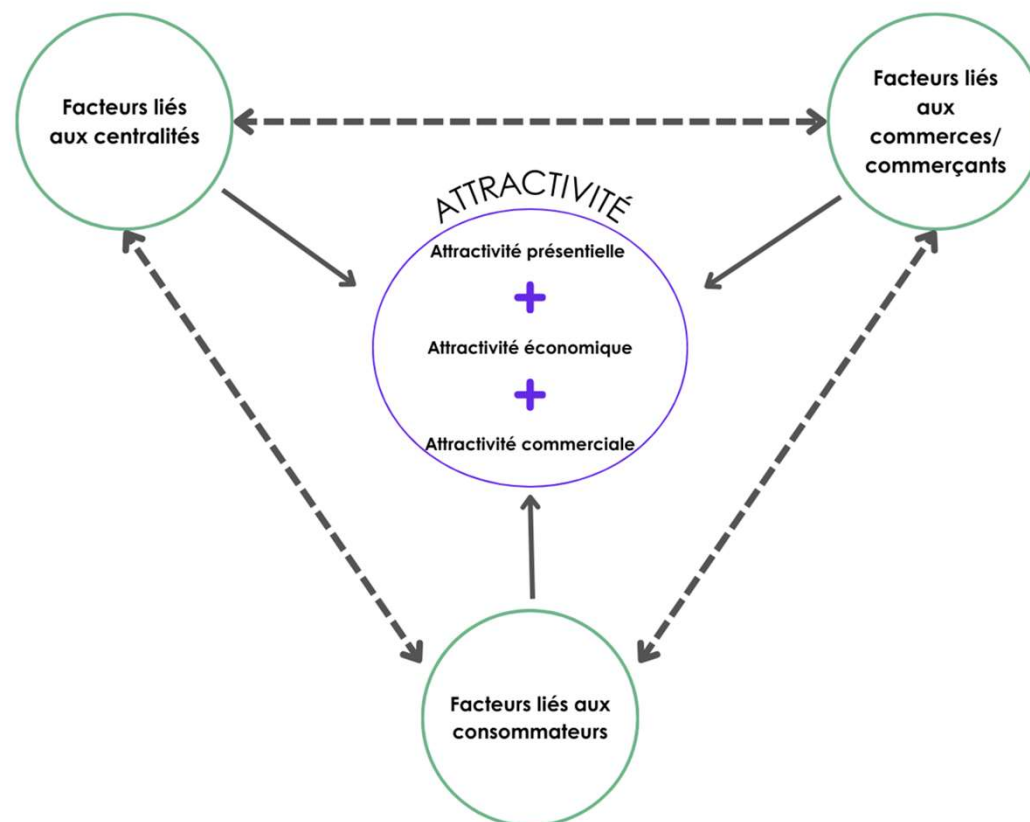 Facteurs liés
aux centralités
Facteurs liés
aux
commerces/
commerçants
ATTRACTIVITÉ
Attractivité présentielle
+
Attractivité économique
+
Attractivité commerciale
Facteurs liés aux
consommateurs